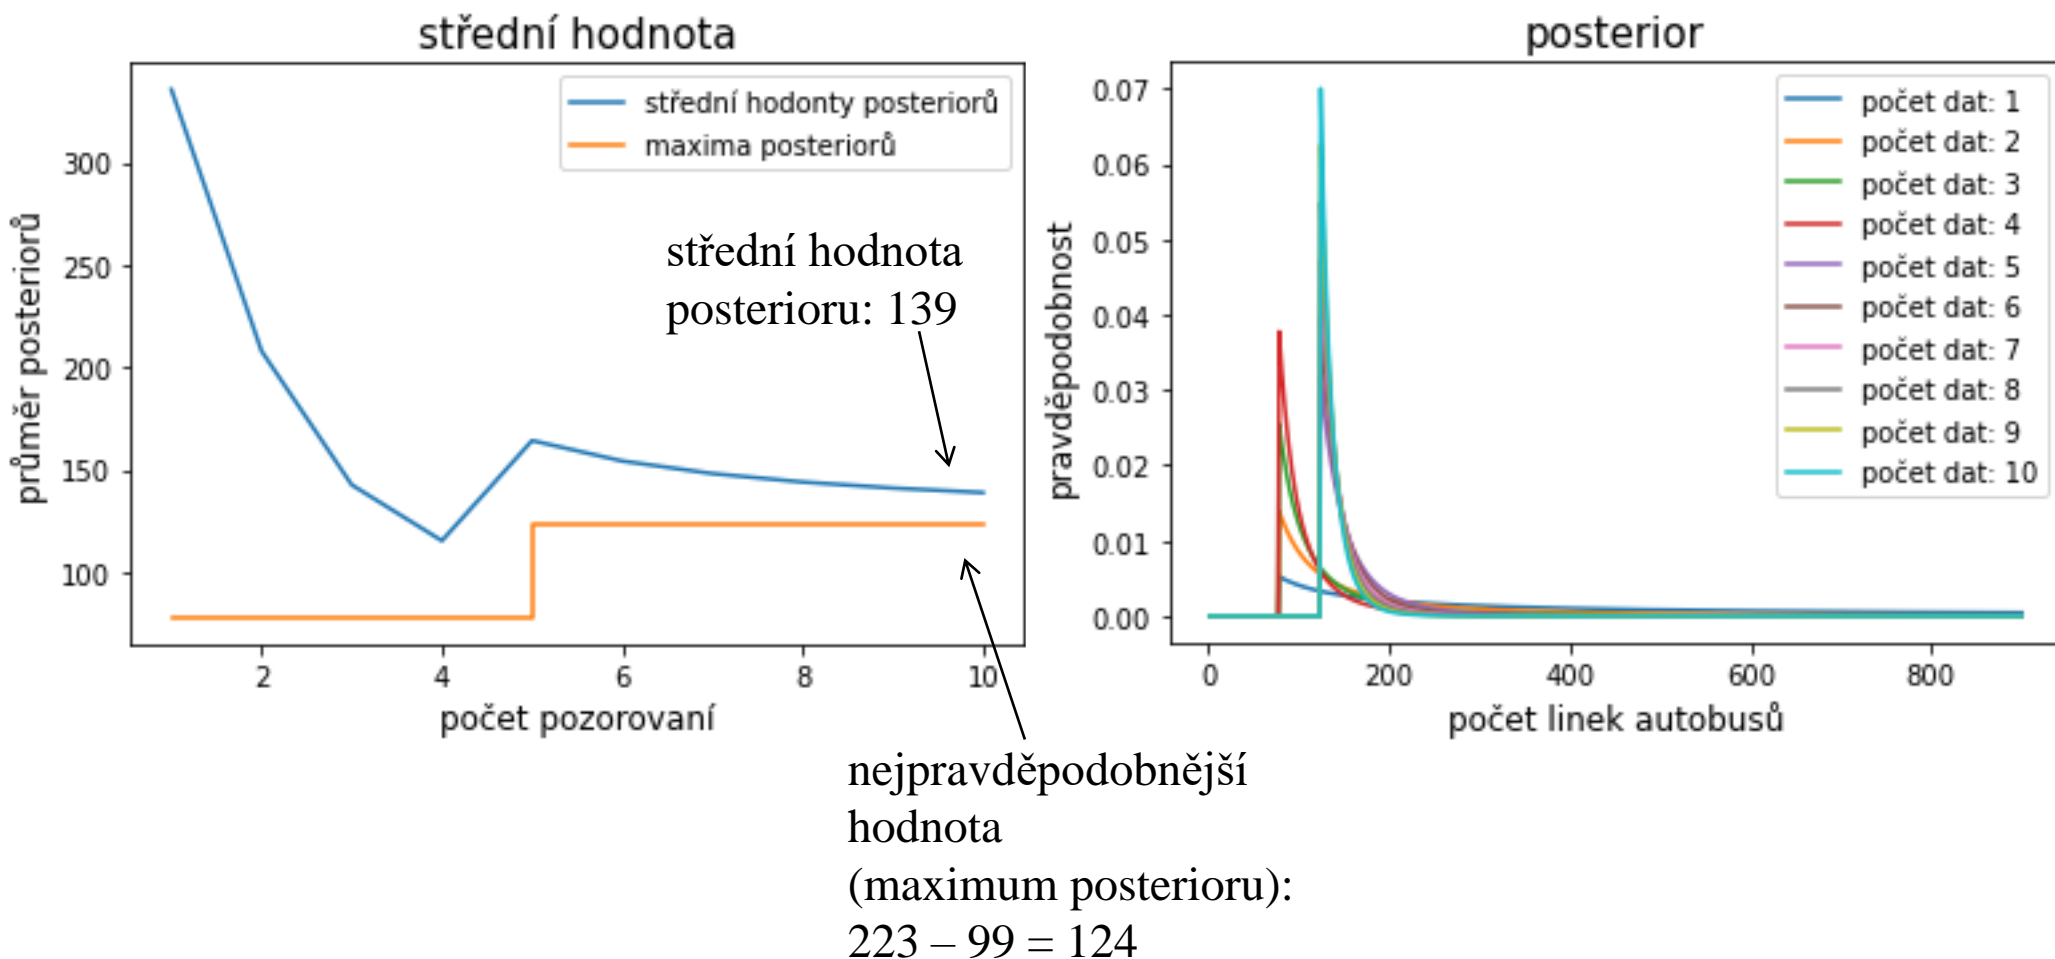 střední hodnota
střední hodonty posteriorů
maxima posteriorů
300
250
200
150
100
průměr posteriorů
střední hodnota
posterioru: 139
2
4
6
8
10
počet pozorovaní
nejpravděpodobnější
hodnota
(maximum posterioru):
223 – 99 = 124
posterior
0.07
0.06
0.05
0.04
0.03
0.02
0.01
0.00
pravděpodobnost
počet dat: 1
počet dat: 2
počet dat: 3
počet dat: 4
počet dat: 5
počet dat: 6
počet dat: 7
počet dat: 8
počet dat: 9
počet dat: 10
0
200
400
600
800
počet linek autobusů